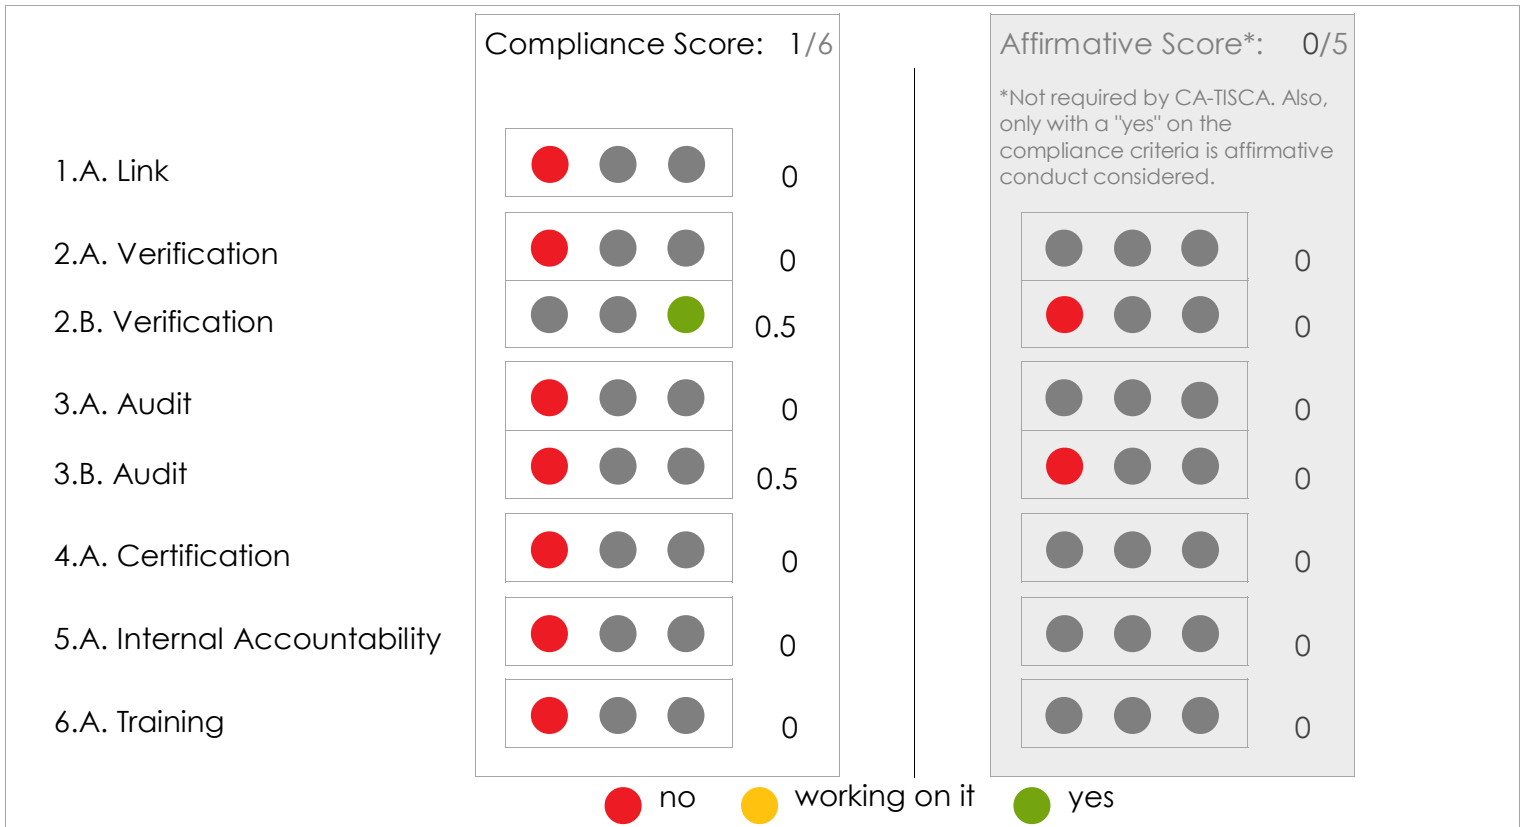 Compliance Score: 1/6
Affirmative Score*: 0/5
*Not required by CA-TISCA. Also,
only with a "yes" on the
compliance criteria is affirmative
conduct considered.
1.A. Link 0
2.A. Verification 0 0
2.B. Verification 0.5 0
3.A. Audit 0 0
3.B. Audit 0.5 0
4.A. Certification 0 0
5.A. Internal Accountability 0 0
6.A. Training 0 0
no working on it yes